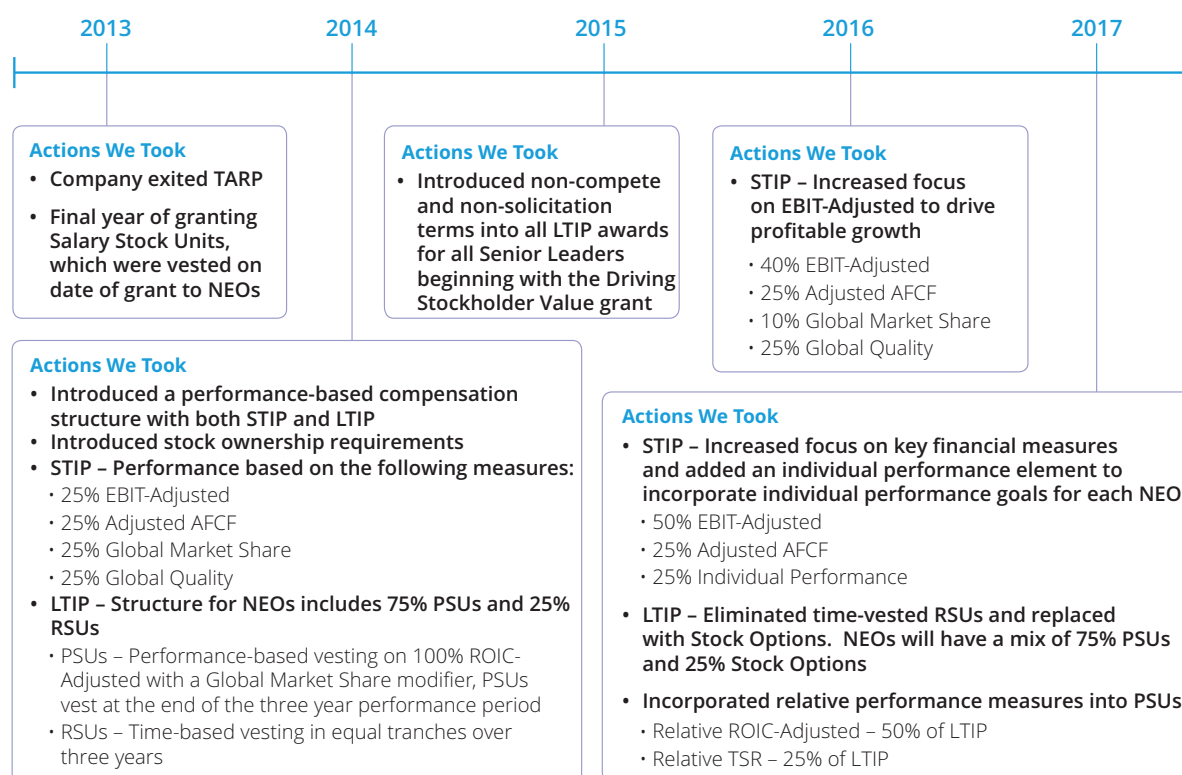 2013
2014
2015
2016
2017
Actions We Took
• Company exited TARP
• Final year of granting
Salary Stock Units,
which were vested on
date of grant to NEOs
Actions We Took
• Introduced non-compete
and non-solicitation
terms into all LTIP awards
for all Senior Leaders
beginning with the Driving
Stockholder Value grant
Actions We Took
• STIP – Increased focus
on EBIT-Adjusted to drive
profitable growth
• 40% EBIT-Adjusted
• 25% Adjusted AFCF
• 10% Global Market Share
• 25% Global Quality
Actions We Took
• Introduced a performance-based compensation
structure with both STIP and LTIP
• Introduced stock ownership requirements
• STIP – Performance based on the following measures:
• 25% EBIT-Adjusted
• 25% Adjusted AFCF
• 25% Global Market Share
• 25% Global Quality
• LTIP – Structure for NEOs includes 75% PSUs and 25%
RSUs
• PSUs – Performance-based vesting on 100% ROIC-
Adjusted with a Global Market Share modifier, PSUs
vest at the end of the three year performance period
• RSUs – Time-based vesting in equal tranches over
three years
Actions We Took
• STIP – Increased focus on key financial measures
and added an individual performance element to
incorporate individual performance goals for each NEO
• 50% EBIT-Adjusted
• 25% Adjusted AFCF
• 25% Individual Performance
• LTIP – Eliminated time-vested RSUs and replaced
with Stock Options. NEOs will have a mix of 75% PSUs
and 25% Stock Options
• Incorporated relative performance measures into PSUs
• Relative ROIC-Adjusted – 50% of LTIP
• Relative TSR – 25% of LTIP